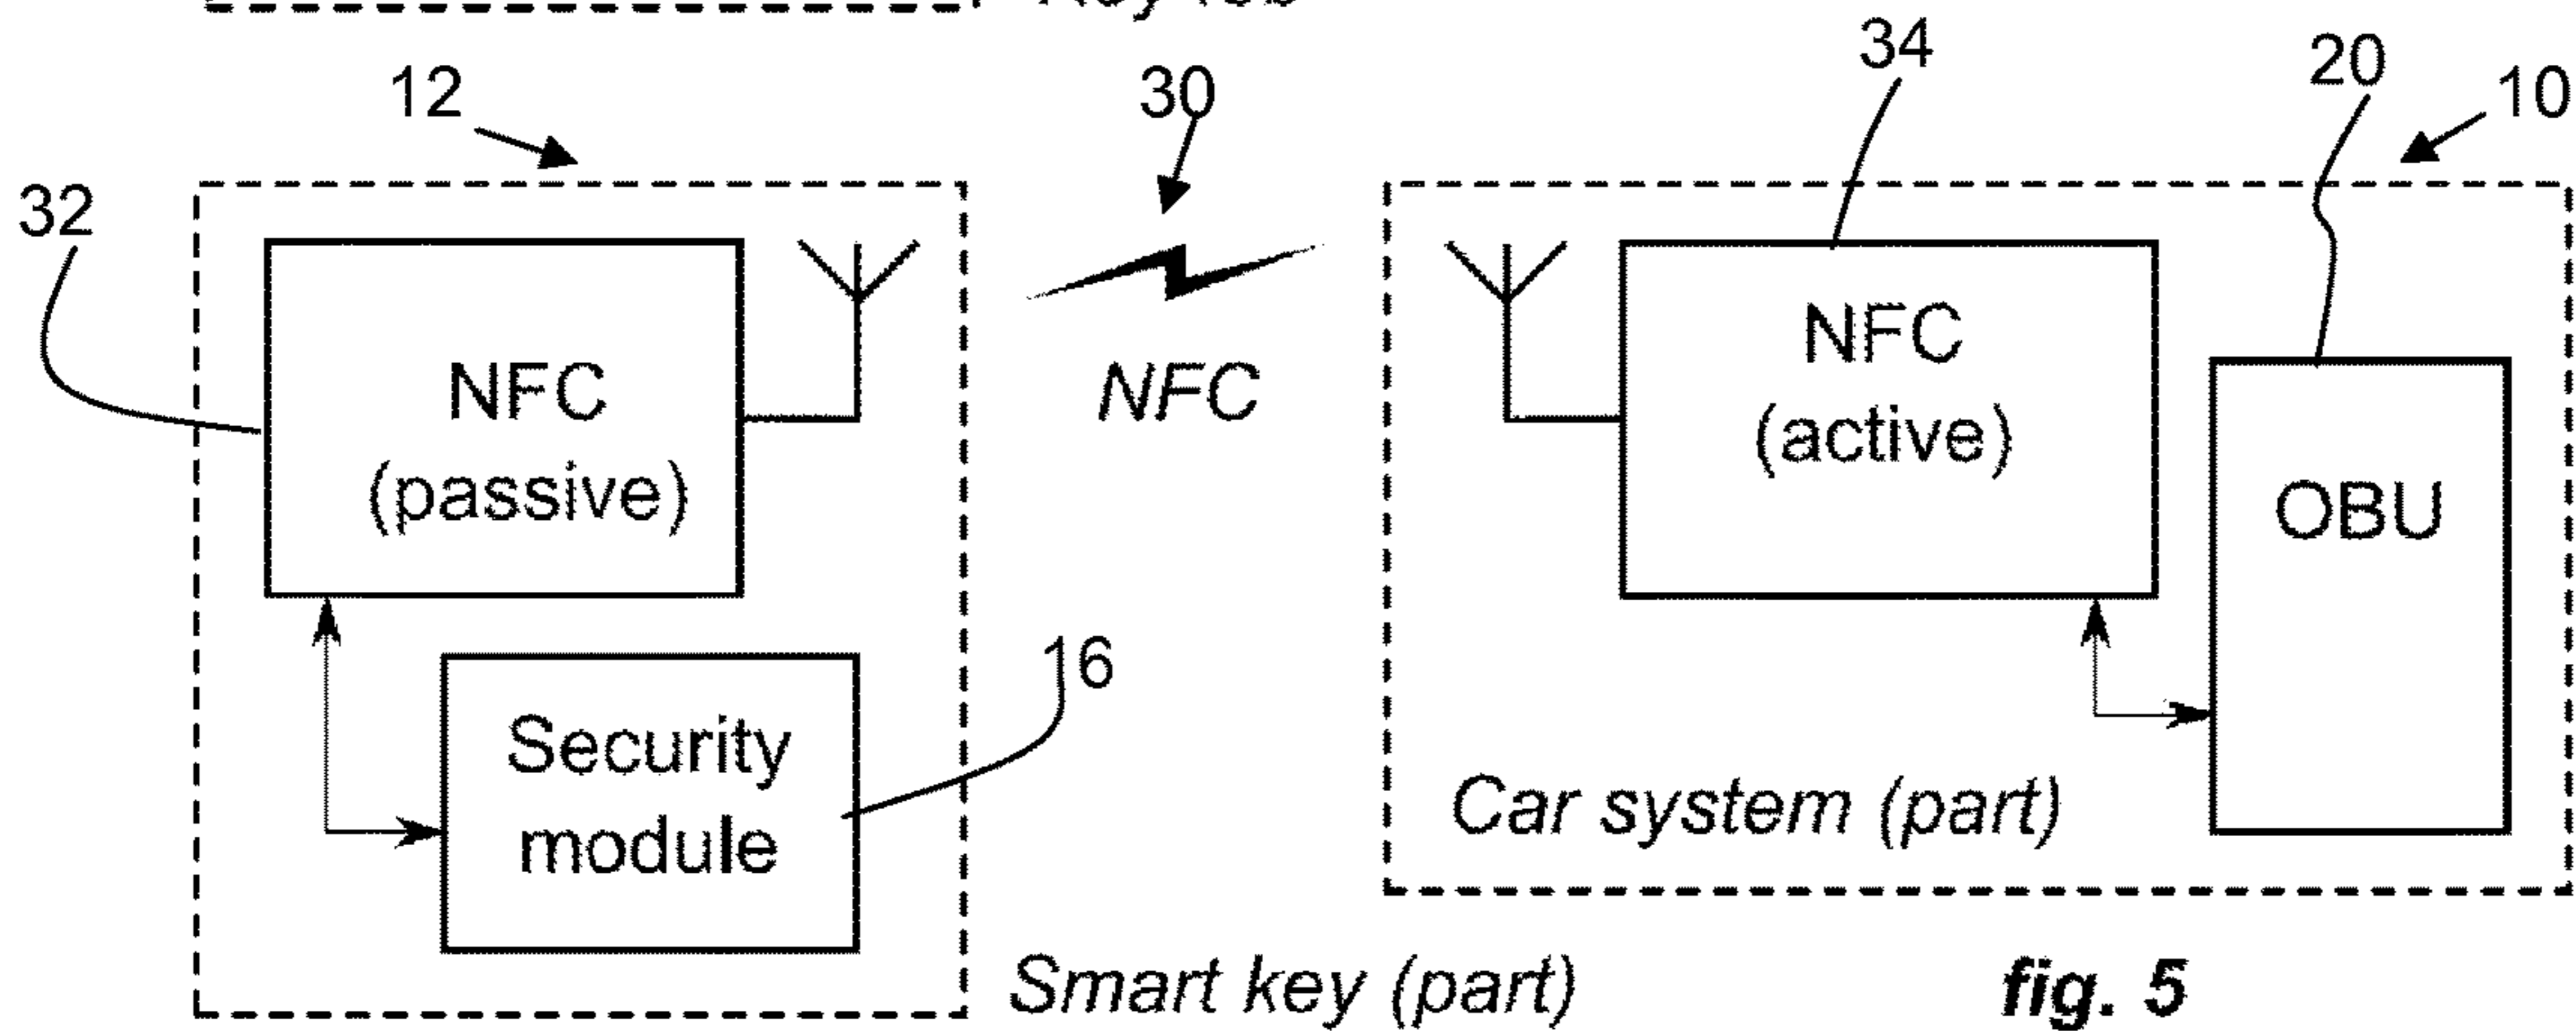 12
30
34
20
10
32
NFC
(passive)
NFC
NFC
(active)
OBU
16
Security
module
Car system (part)
Smart key (part)
fig. 5